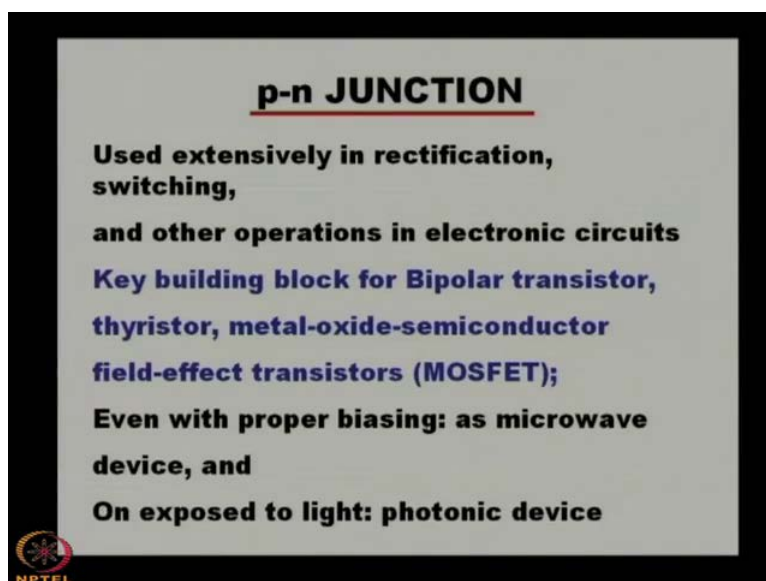 p-n JUNCTION
Used extensively in rectification,
switching,
and other operations in electronic circuits
Key building block for Bipolar transistor,
thyristor, metal-oxide-semiconductor
field-effect transistors (MOSFET);
Even with proper biasing: as microwave
device, and
On exposed to light: photonic device
NPTEL